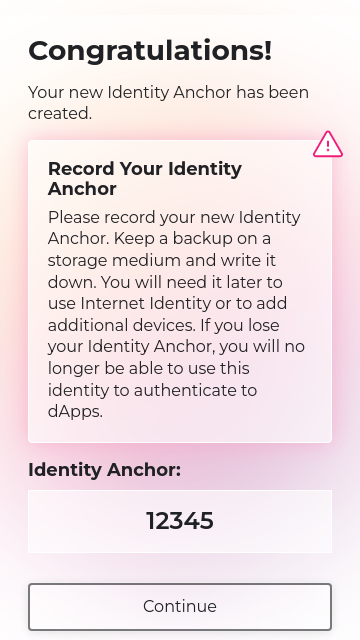 Congratulations!
Your new Identity Anchor has been
created.
Record Your Identity
Anchor
Please record your new Identity
Anchor. Keep a backup on a
storage medium and write it
down. You will need it later to
use Internet Identity or to add
additional devices. If you lose
your Identity Anchor, you will no
longer be able to use this
identity to authenticate to
dApps.
Identity Anchor:
12345
Continue